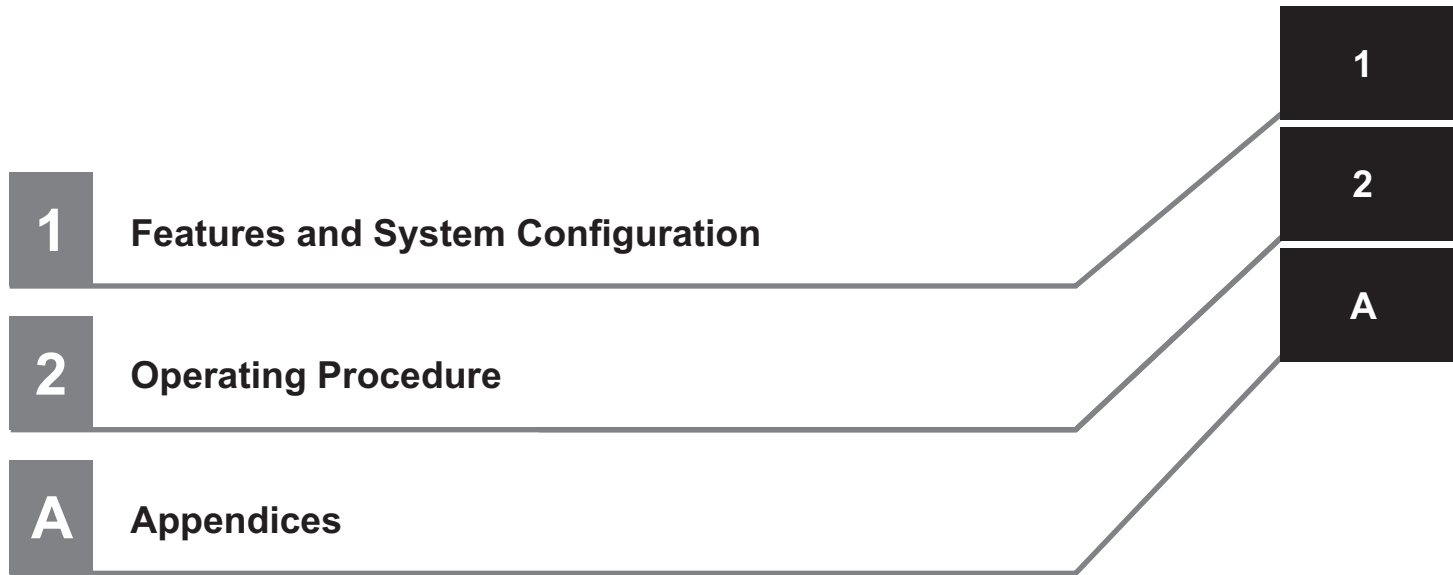 1
2
A
1 Features and System Configuration
2 Operating Procedure
A Appendices